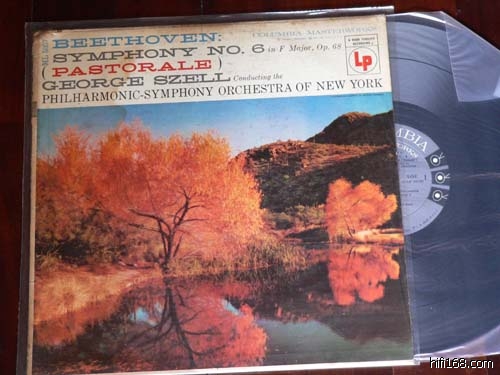 BEETHOVEN:
COLUMBIA MASTERWORKS
SYMPHONY NO. 6 in F Major, Op. 68
(PASTORALE)
GEORGE SZELL Conducting the
PHILHARMONIC-SYMPHONY ORCHESTRA OF NEW YORK
LP
hifi168.com